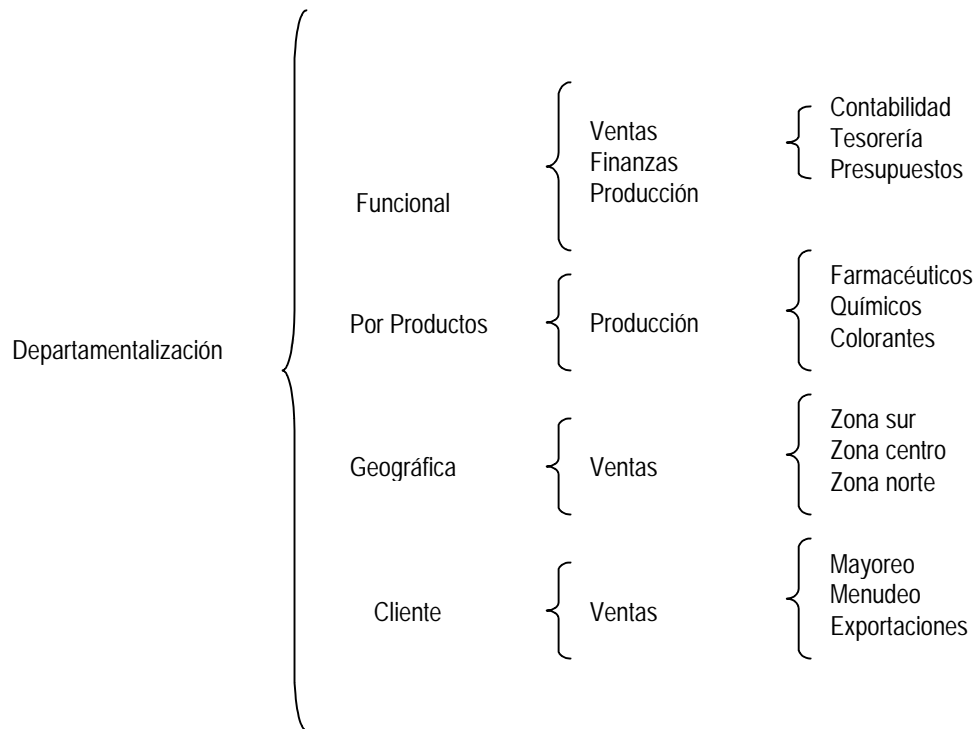 Departamentalización
Funcional
Ventas
Finanzas
Producción
Contabilidad
Tesorería
Presupuestos
Por Productos
Producción
Farmacéuticos
Químicos
Colorantes
Geográfica
Ventas
Zona sur
Zona centro
Zona norte
Cliente
Ventas
Mayoreo
Menudeo
Exportaciones